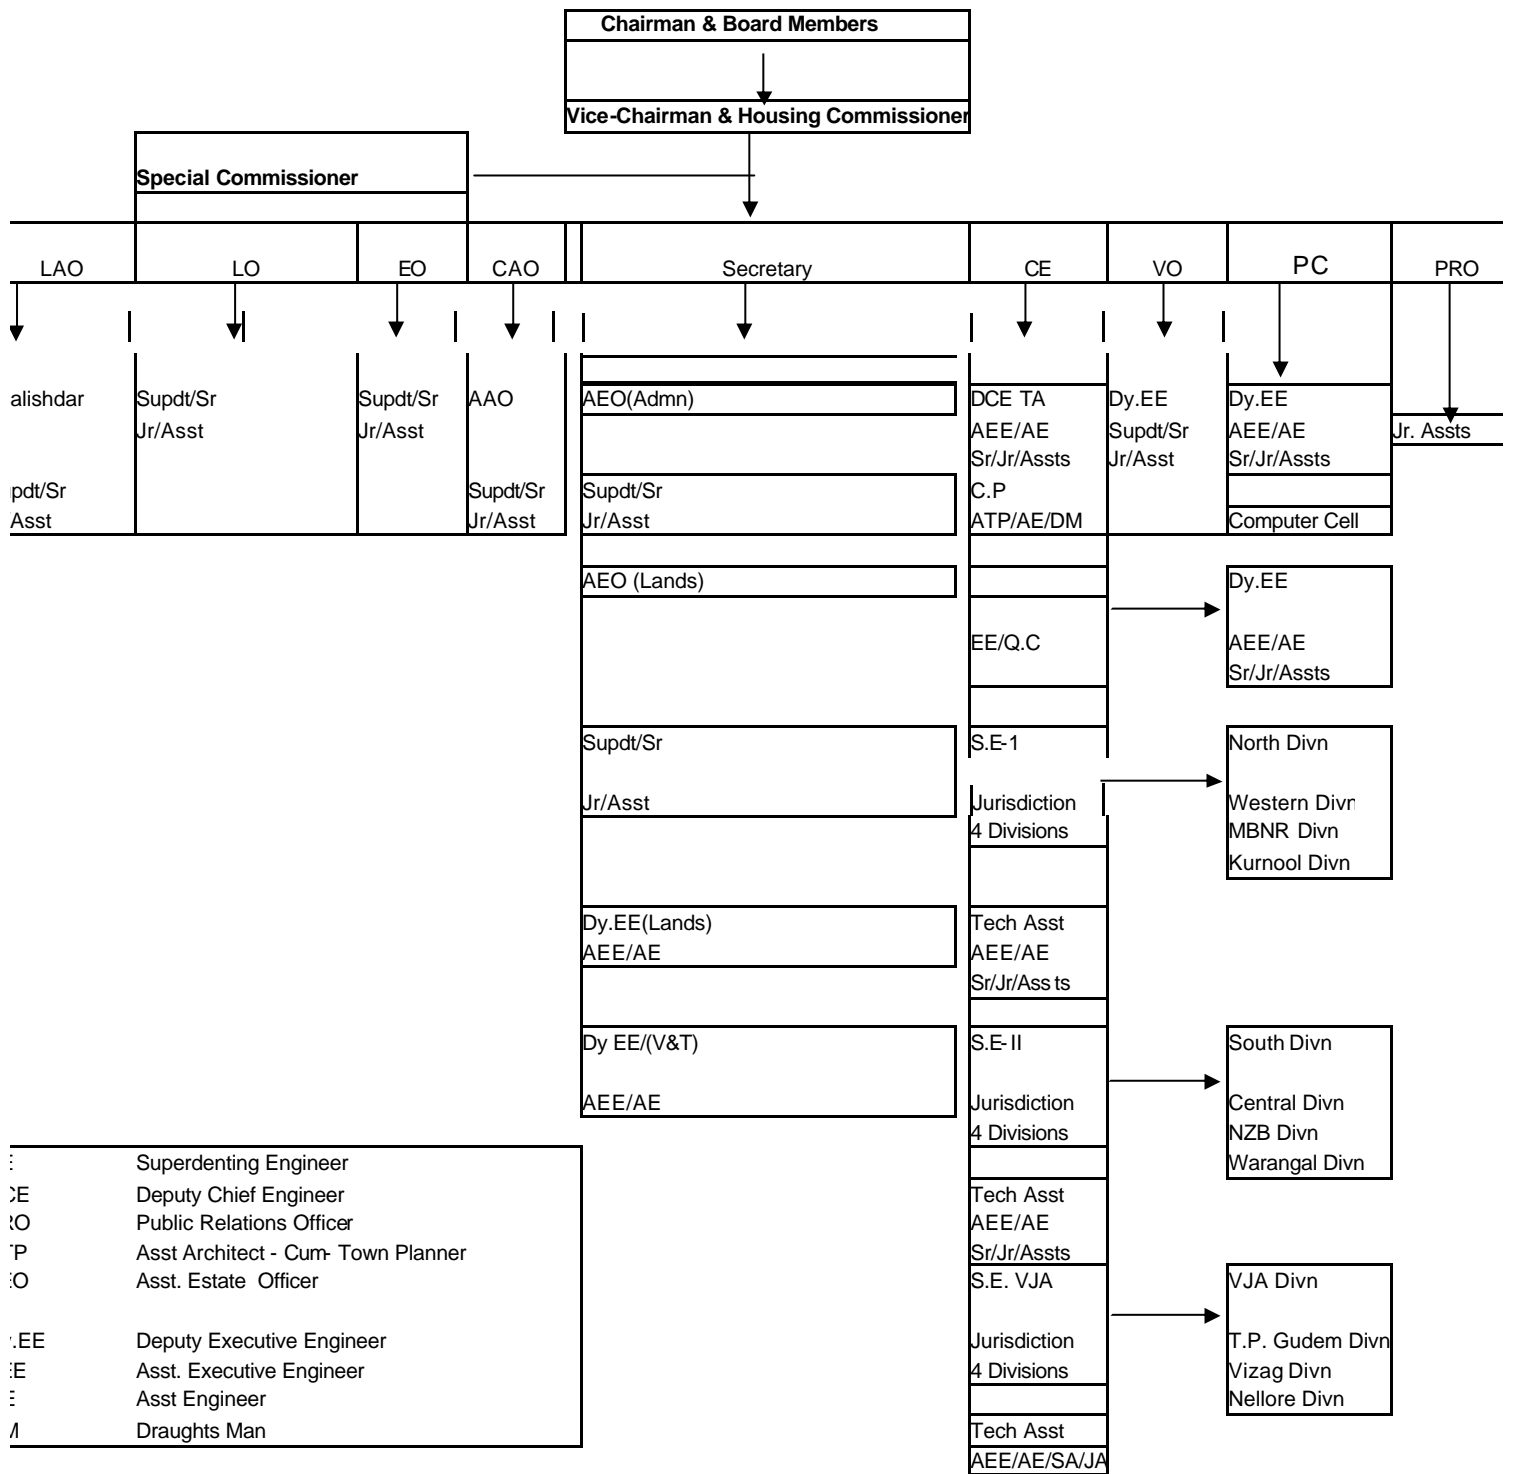 Chairman & Board Members
Vice-Chairman & Housing Commissioner
Special Commissioner
LAO LO EO CAO Secretary CE VO PC PRO
alishdar Supdt/Sr Supdt/Sr AAO AEO(Admn) DCE TA Dy.EE Dy.EE
Jr/Asst Jr/Asst AEE/AE Supdt/Sr AEE/AE Jr. Assts
Sr/Jr/Assts Jr/Asst Sr/Jr/Assts
pdt/Sr Supdt/Sr Supdt/Sr C.P
Asst Jr/Asst Jr/Asst ATP/AE/DM Computer Cell
AEO (Lands) Dy.EE
EE/Q.C AEE/AE
Sr/Jr/Assts
Supdt/Sr S.E-1 North Divn
Jr/Asst Jurisdiction Western Divn
4 Divisions MBNR Divn
Kurnool Divn
Dy.EE(Lands) Tech Asst
AEE/AE AEE/AE
Sr/Jr/Assts
Dy EE/(V&T) S.E-II South Divn
AEE/AE Jurisdiction Central Divn
4 Divisions NZB Divn
Superdenting Engineer Warangal Divn
CE Deputy Chief Engineer Tech Asst
RO Public Relations Officer AEE/AE
TP Asst Architect - Cum- Town Planner Sr/Jr/Assts
EO Asst. Estate Officer S.E. VJA VJA Divn
.EE Deputy Executive Engineer Jurisdiction T.P. Gudem Divn
EE Asst. Executive Engineer 4 Divisions Vizag Divn
E Asst Engineer Nellore Divn
M Draughts Man Tech Asst
AEE/AE/SA/JA